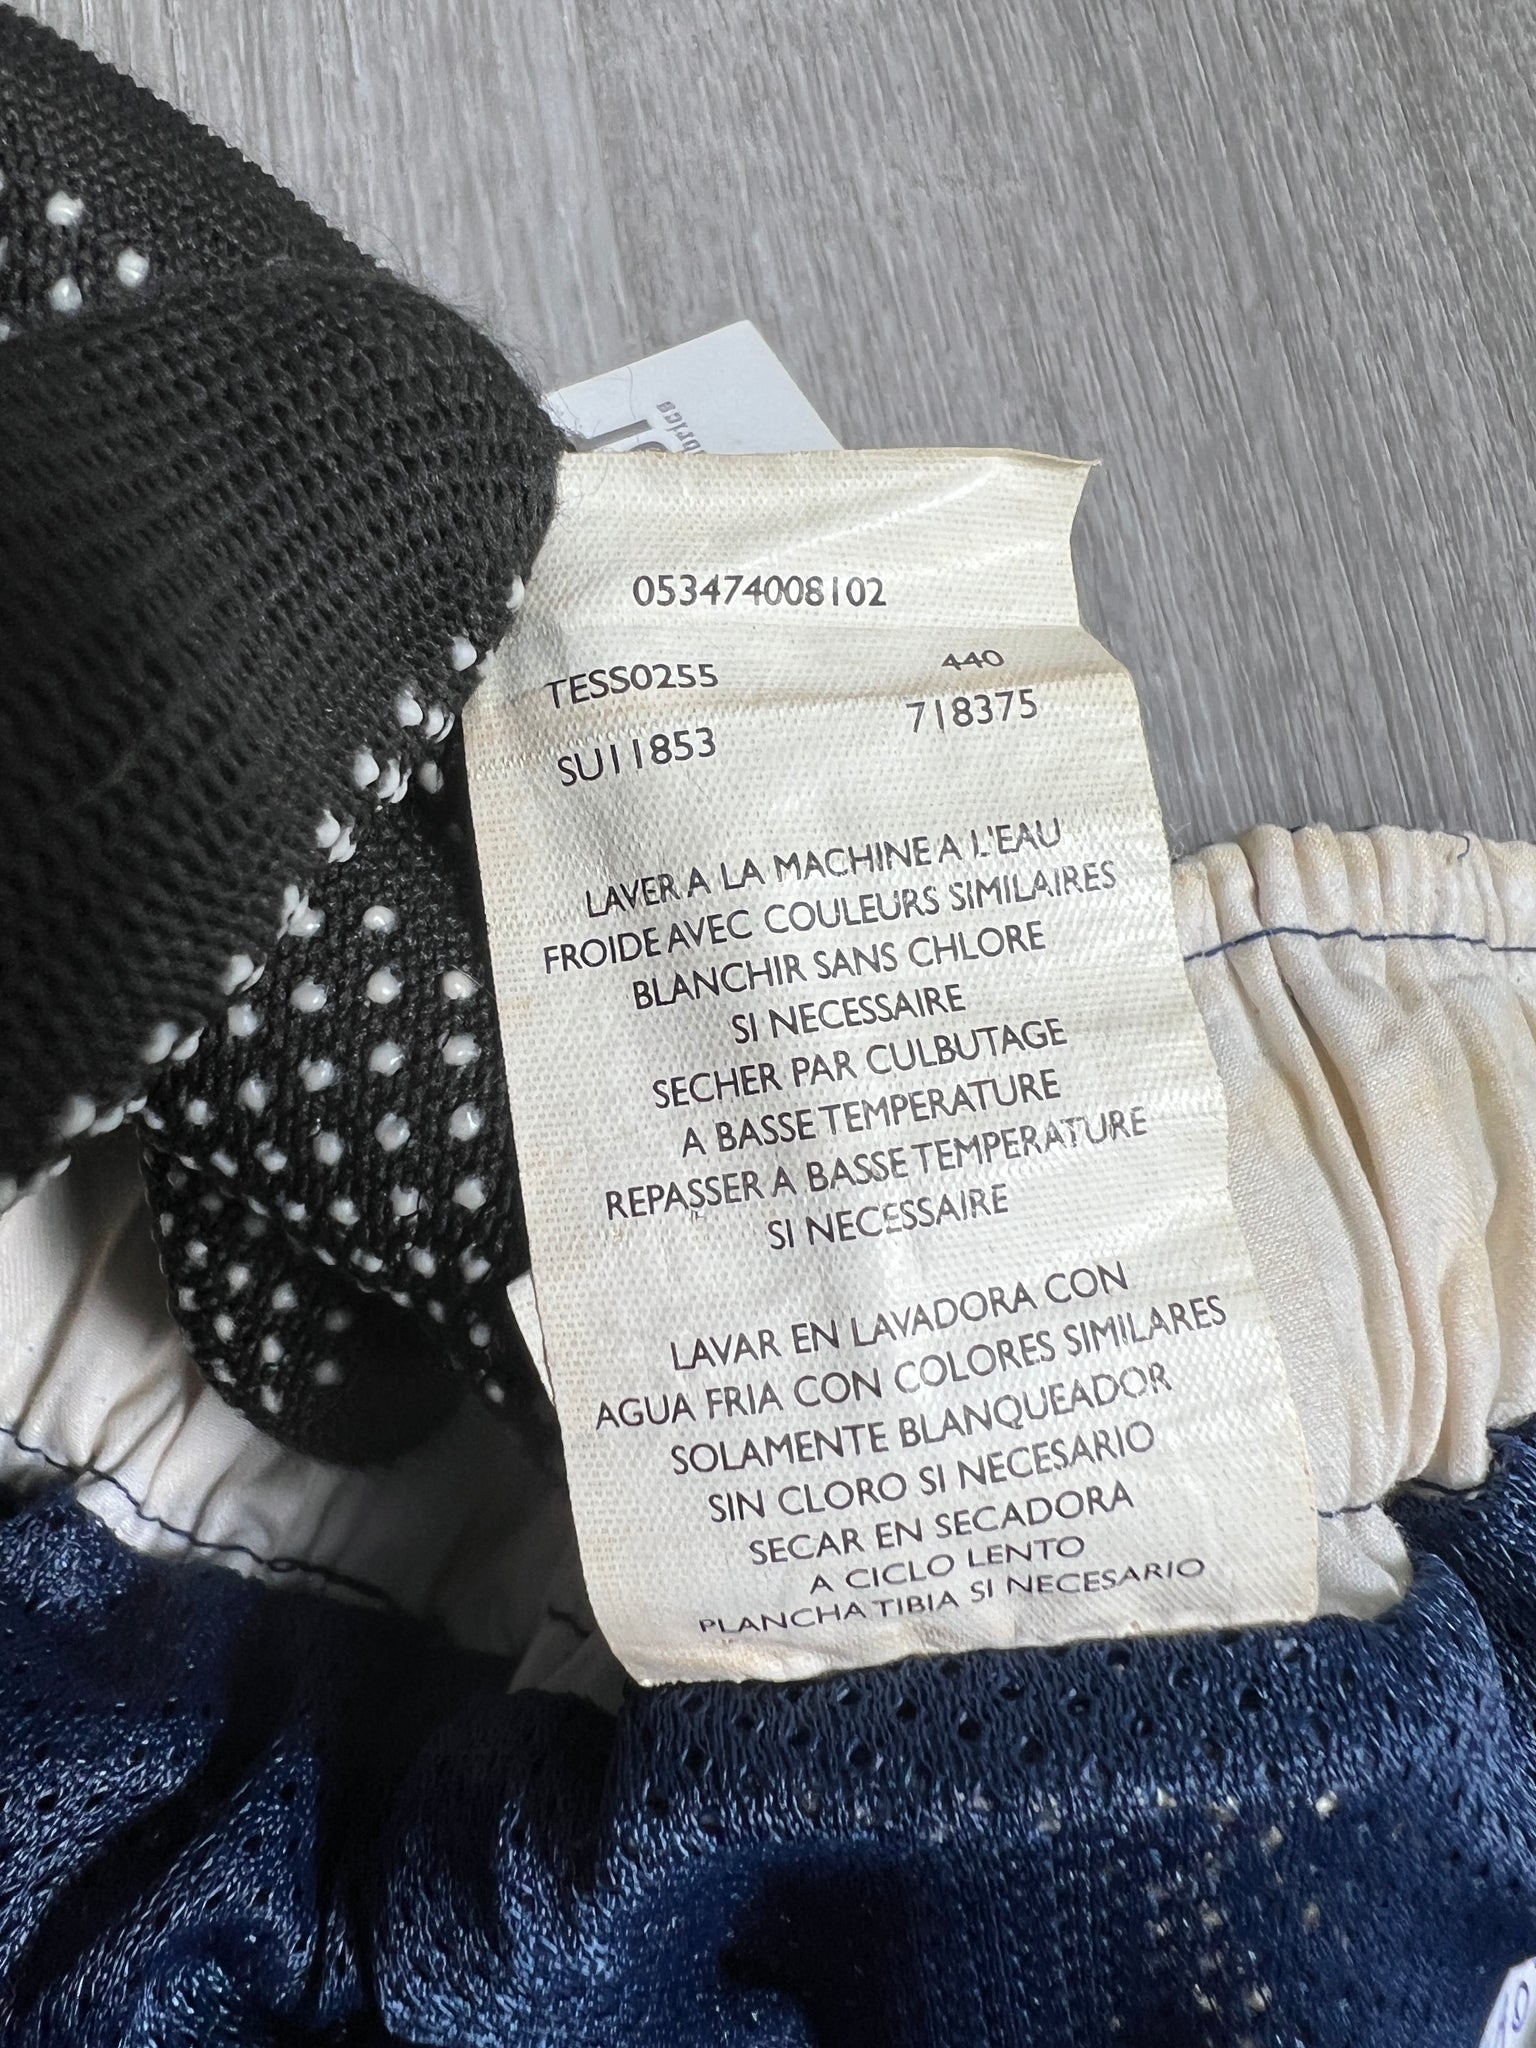 053474008102
TESS0255 440
SU11853 718375
LAVER A LA MACHINE A L'EAU
FROIDE AVEC COULEURS SIMILAIRES
BLANCHIR SANS CHLORE
SI NECESSAIRE
SECHER PAR CULBUTAGE
A BASSE TEMPERATURE
REPASSER A BASSE TEMPERATURE
SI NECESSAIRE
LAVAR EN LAVADORA CON
AGUA FRIA CON COLORES SIMILARES
SOLAMENTE BLANQUEADOR
SIN CLORO SI NECESARIO
SECAR EN SECADORA
A CICLO LENTO
PLANCHA TIBIA SI NECESARIO